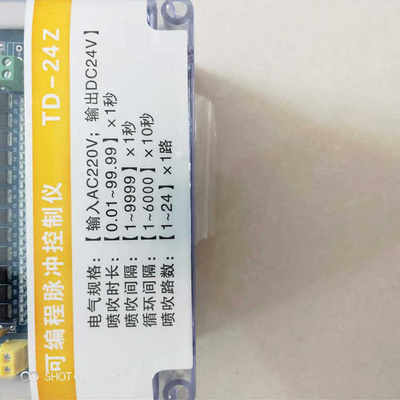 可编程脉冲控制仪 TD-24Z
电气规格:【输入AC220V; 输出DC24V】
喷吹时长:【0.01~99.99】×1秒
喷吹间隔:【1~9999】×1秒
循环间隔:【1~6000】×10秒
喷吹路数:【1~24】×1路
SHOT